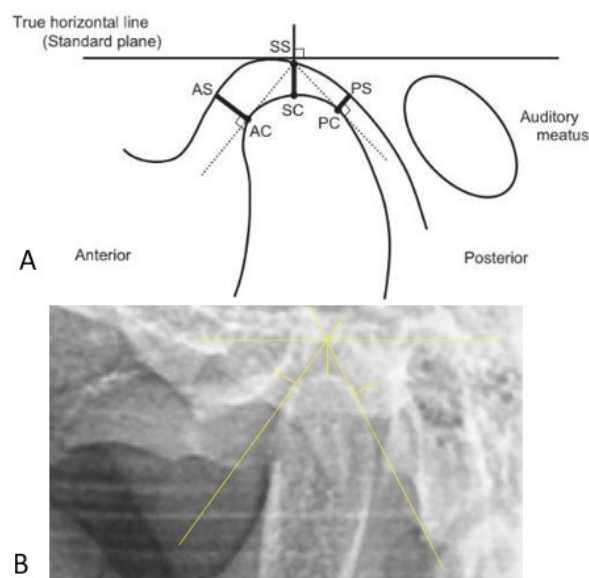 True horizontal line
(Standard plane)
SS
AS
PS
SC
AC
PC
Auditory
meatus
Anterior
Posterior
A
B